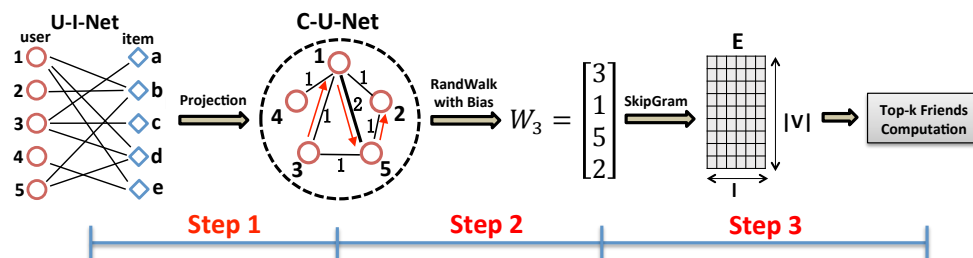 U-I-Net
C-U-Net
user
item
1
2
3
4
5
a
b
c
d
e
Projection
1
4
2
3
5
1
1
1
2
1
1
RandWalk
with Bias
W₃ =
3
1
5
2
SkipGram
E
|V|
l
Top-k Friends
Computation
Step 1
Step 2
Step 3